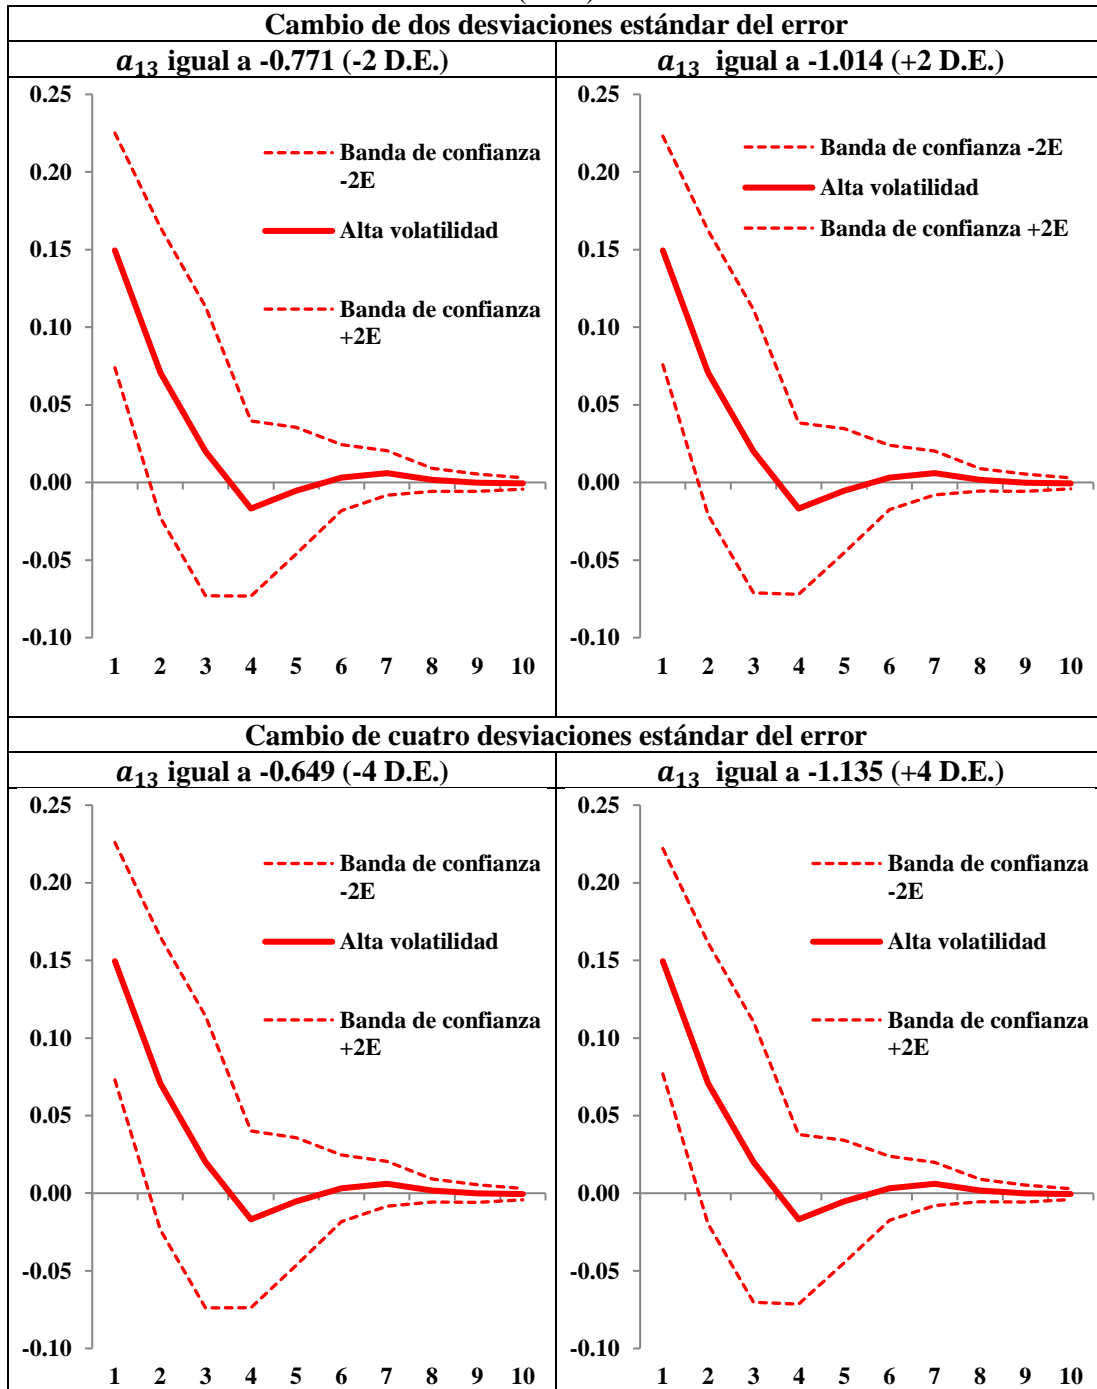 Cambio de dos desviaciones estándar del error
a13 igual a -0.771 (-2 D.E.)
0.25
0.20
0.15
0.10
0.05
0.00
-0.05
-0.10
1 2 3 4 5 6 7 8 9 10
Banda de confianza
-2E
Alta volatilidad
Banda de confianza
+2E
a13 igual a -1.014 (+2 D.E.)
0.25
0.20
0.15
0.10
0.05
0.00
-0.05
-0.10
1 2 3 4 5 6 7 8 9 10
Banda de confianza -2E
Alta volatilidad
Banda de confianza +2E
Cambio de cuatro desviaciones estándar del error
a13 igual a -0.649 (-4 D.E.)
0.25
0.20
0.15
0.10
0.05
0.00
-0.05
-0.10
1 2 3 4 5 6 7 8 9 10
Banda de confianza
-2E
Alta volatilidad
Banda de confianza
+2E
a13 igual a -1.135 (+4 D.E.)
0.25
0.20
0.15
0.10
0.05
0.00
-0.05
-0.10
1 2 3 4 5 6 7 8 9 10
Banda de confianza
-2E
Alta volatilidad
Banda de confianza
+2E